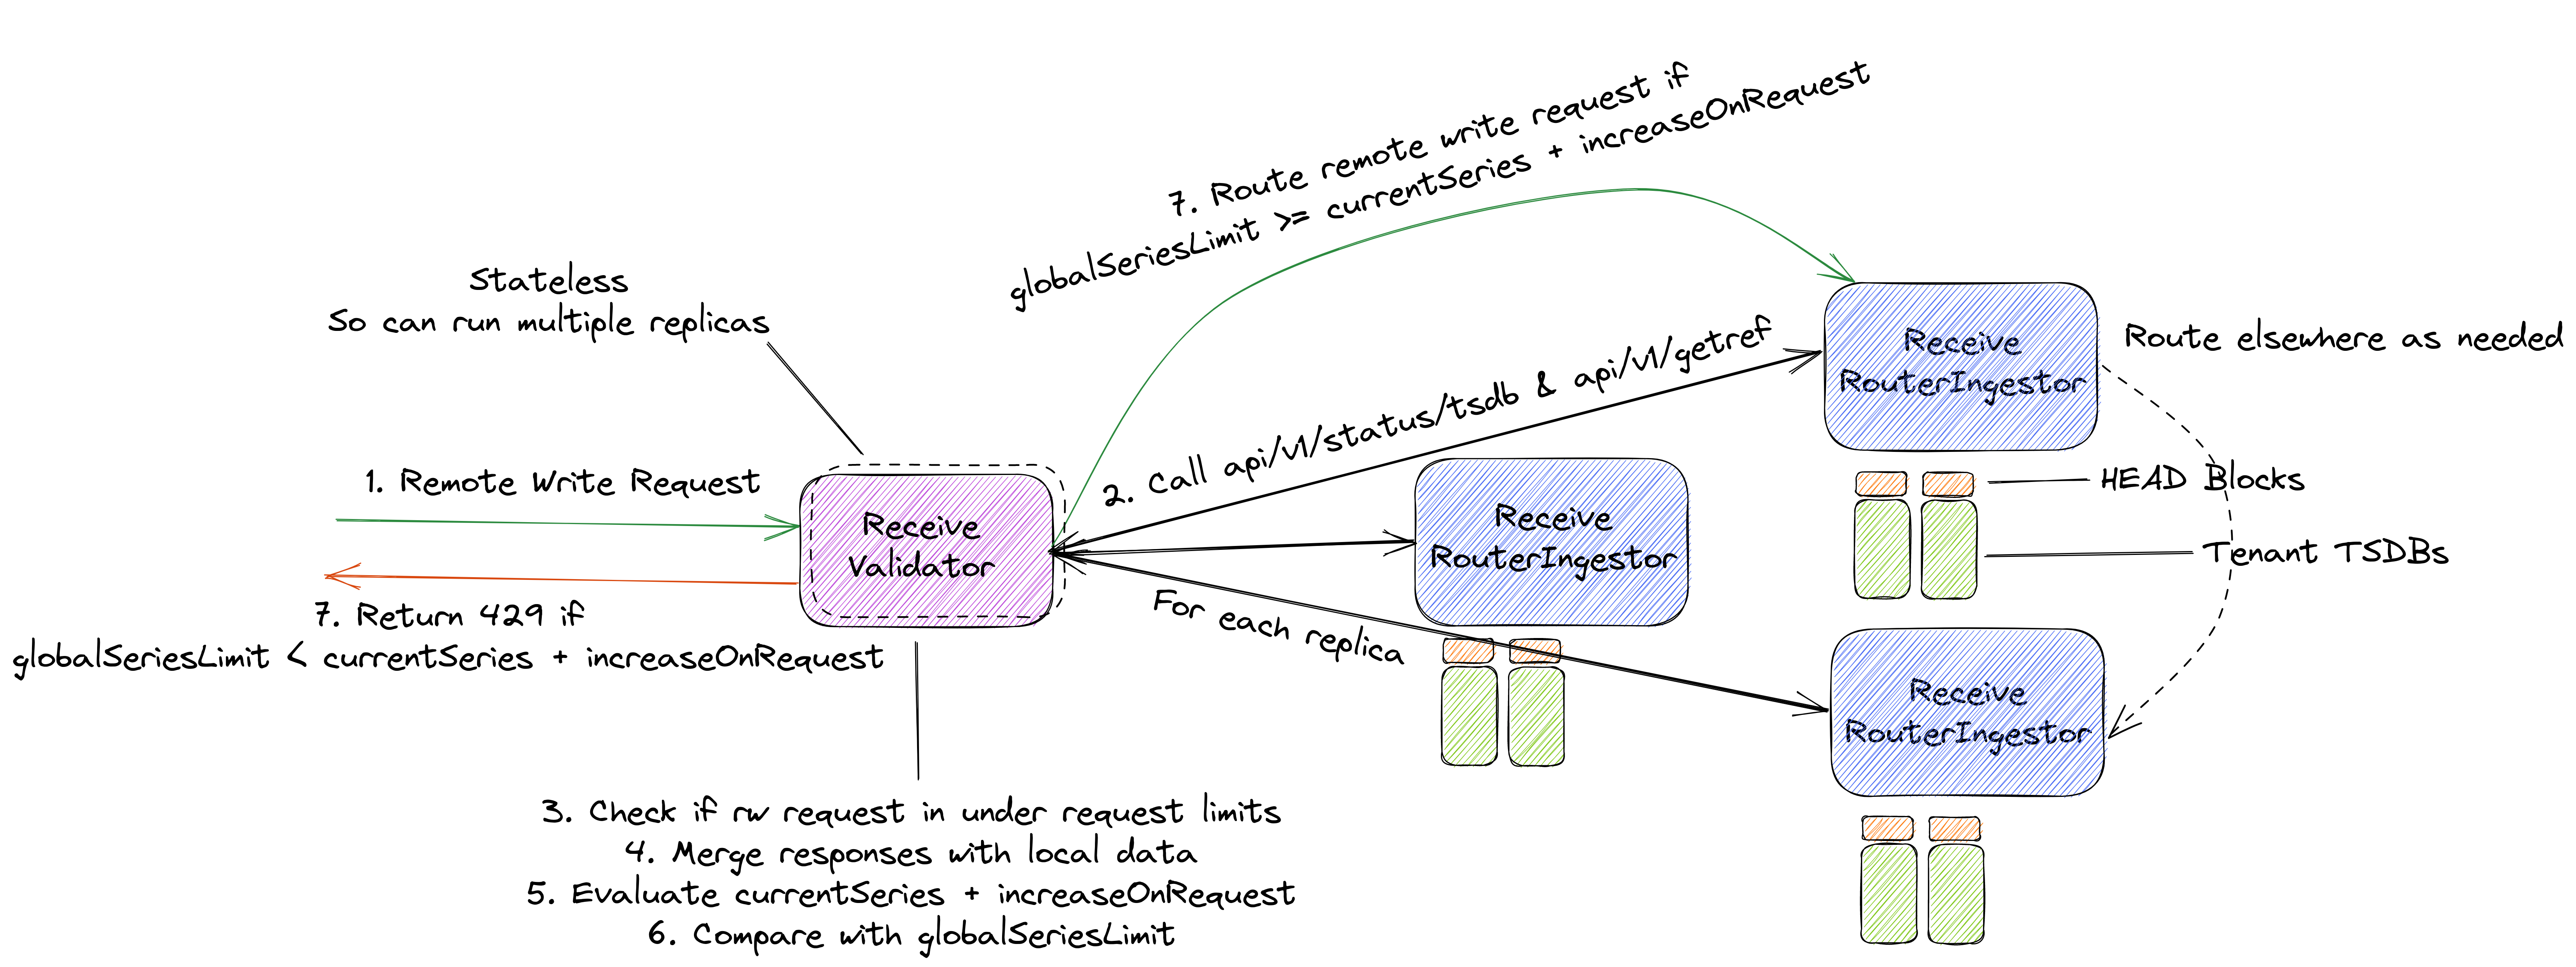 7. Route remote write request if
globalSeriesLimit >= currentSeries + increaseOnRequest
Stateless
So can run multiple replicas
Receive
RouterIngestor
Route elsewhere as needed
2. Call api/v1/status/tsdb & api/v1/getref
1. Remote Write Request
HEAD Blocks
Receive
Validator
Receive
RouterIngestor
Tenant TSDBs
7. Return 429 if
globalSeriesLimit < currentSeries + increaseOnRequest
For each replica
Receive
RouterIngestor
3. Check if rw request in under request limits
4. Merge responses with local data
5. Evaluate currentSeries + increaseOnRequest
6. Compare with globalSeriesLimit